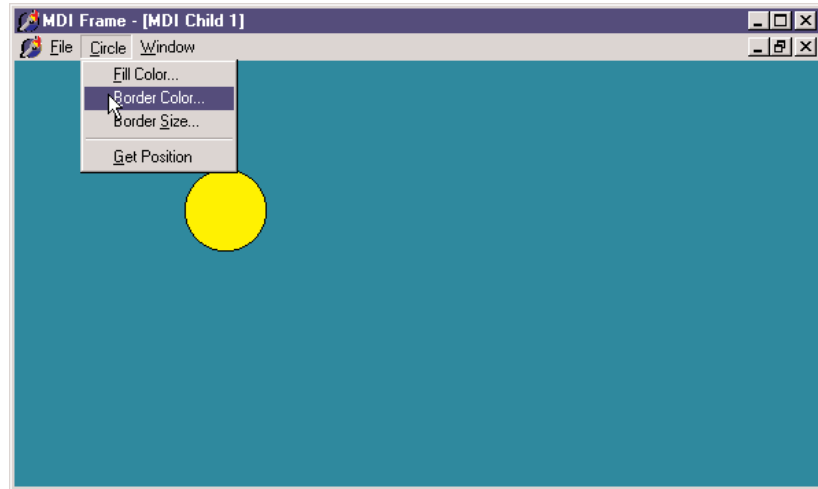 MDI Frame - [MDI Child 1]
File Circle Window
Fill Color...
Border Color...
Border Size...
Get Position